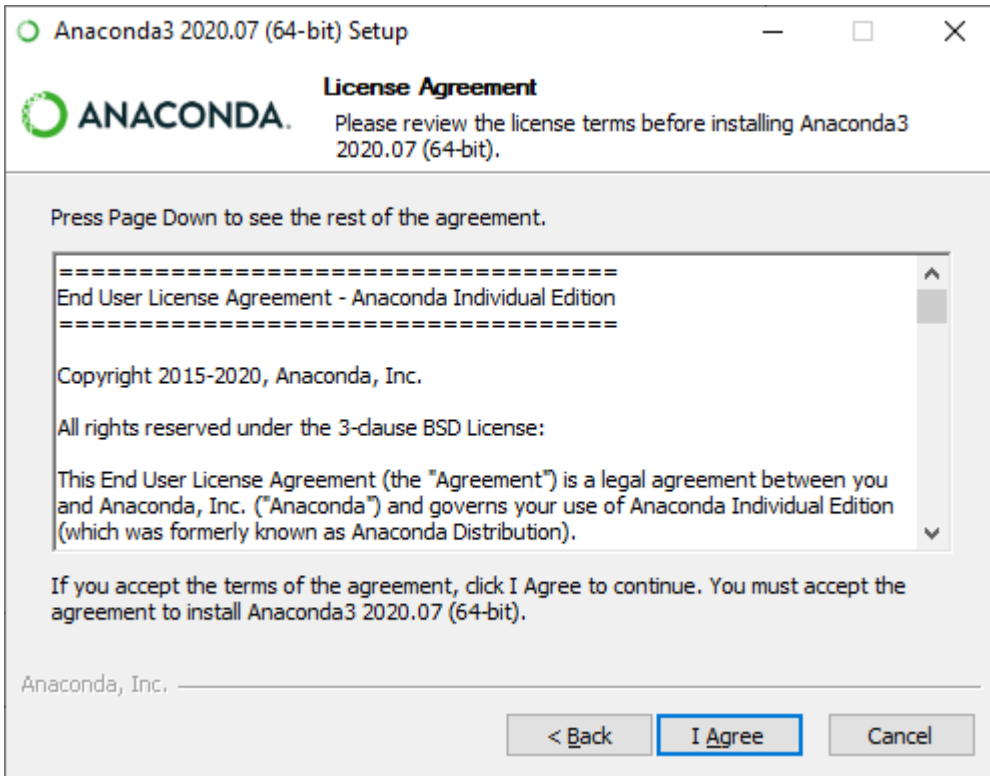 Anaconda3 2020.07 (64-bit) Setup
ANACONDA.
License Agreement
Please review the license terms before installing Anaconda3
2020.07 (64-bit).
Press Page Down to see the rest of the agreement.
===================================
End User License Agreement - Anaconda Individual Edition
===================================
Copyright 2015-2020, Anaconda, Inc.
All rights reserved under the 3-clause BSD License:
This End User License Agreement (the "Agreement") is a legal agreement between you
and Anaconda, Inc. ("Anaconda") and governs your use of Anaconda Individual Edition
(which was formerly known as Anaconda Distribution).
If you accept the terms of the agreement, click I Agree to continue. You must accept the
agreement to install Anaconda3 2020.07 (64-bit).
Anaconda, Inc.
< Back
I Agree
Cancel